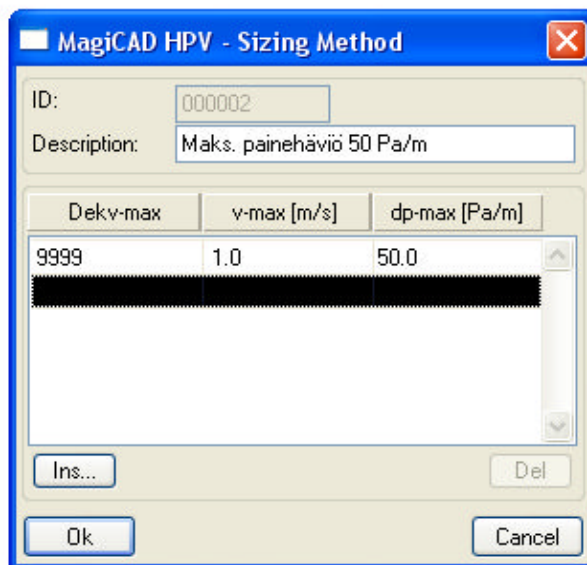 MagiCAD HPV - Sizing Method
ID: 000002
Description: Maks. painehäviö 50 Pa/m
Dekv-max v-max [m/s] dp-max [Pa/m]
9999 1.0 50.0
Ins... Del
Ok Cancel